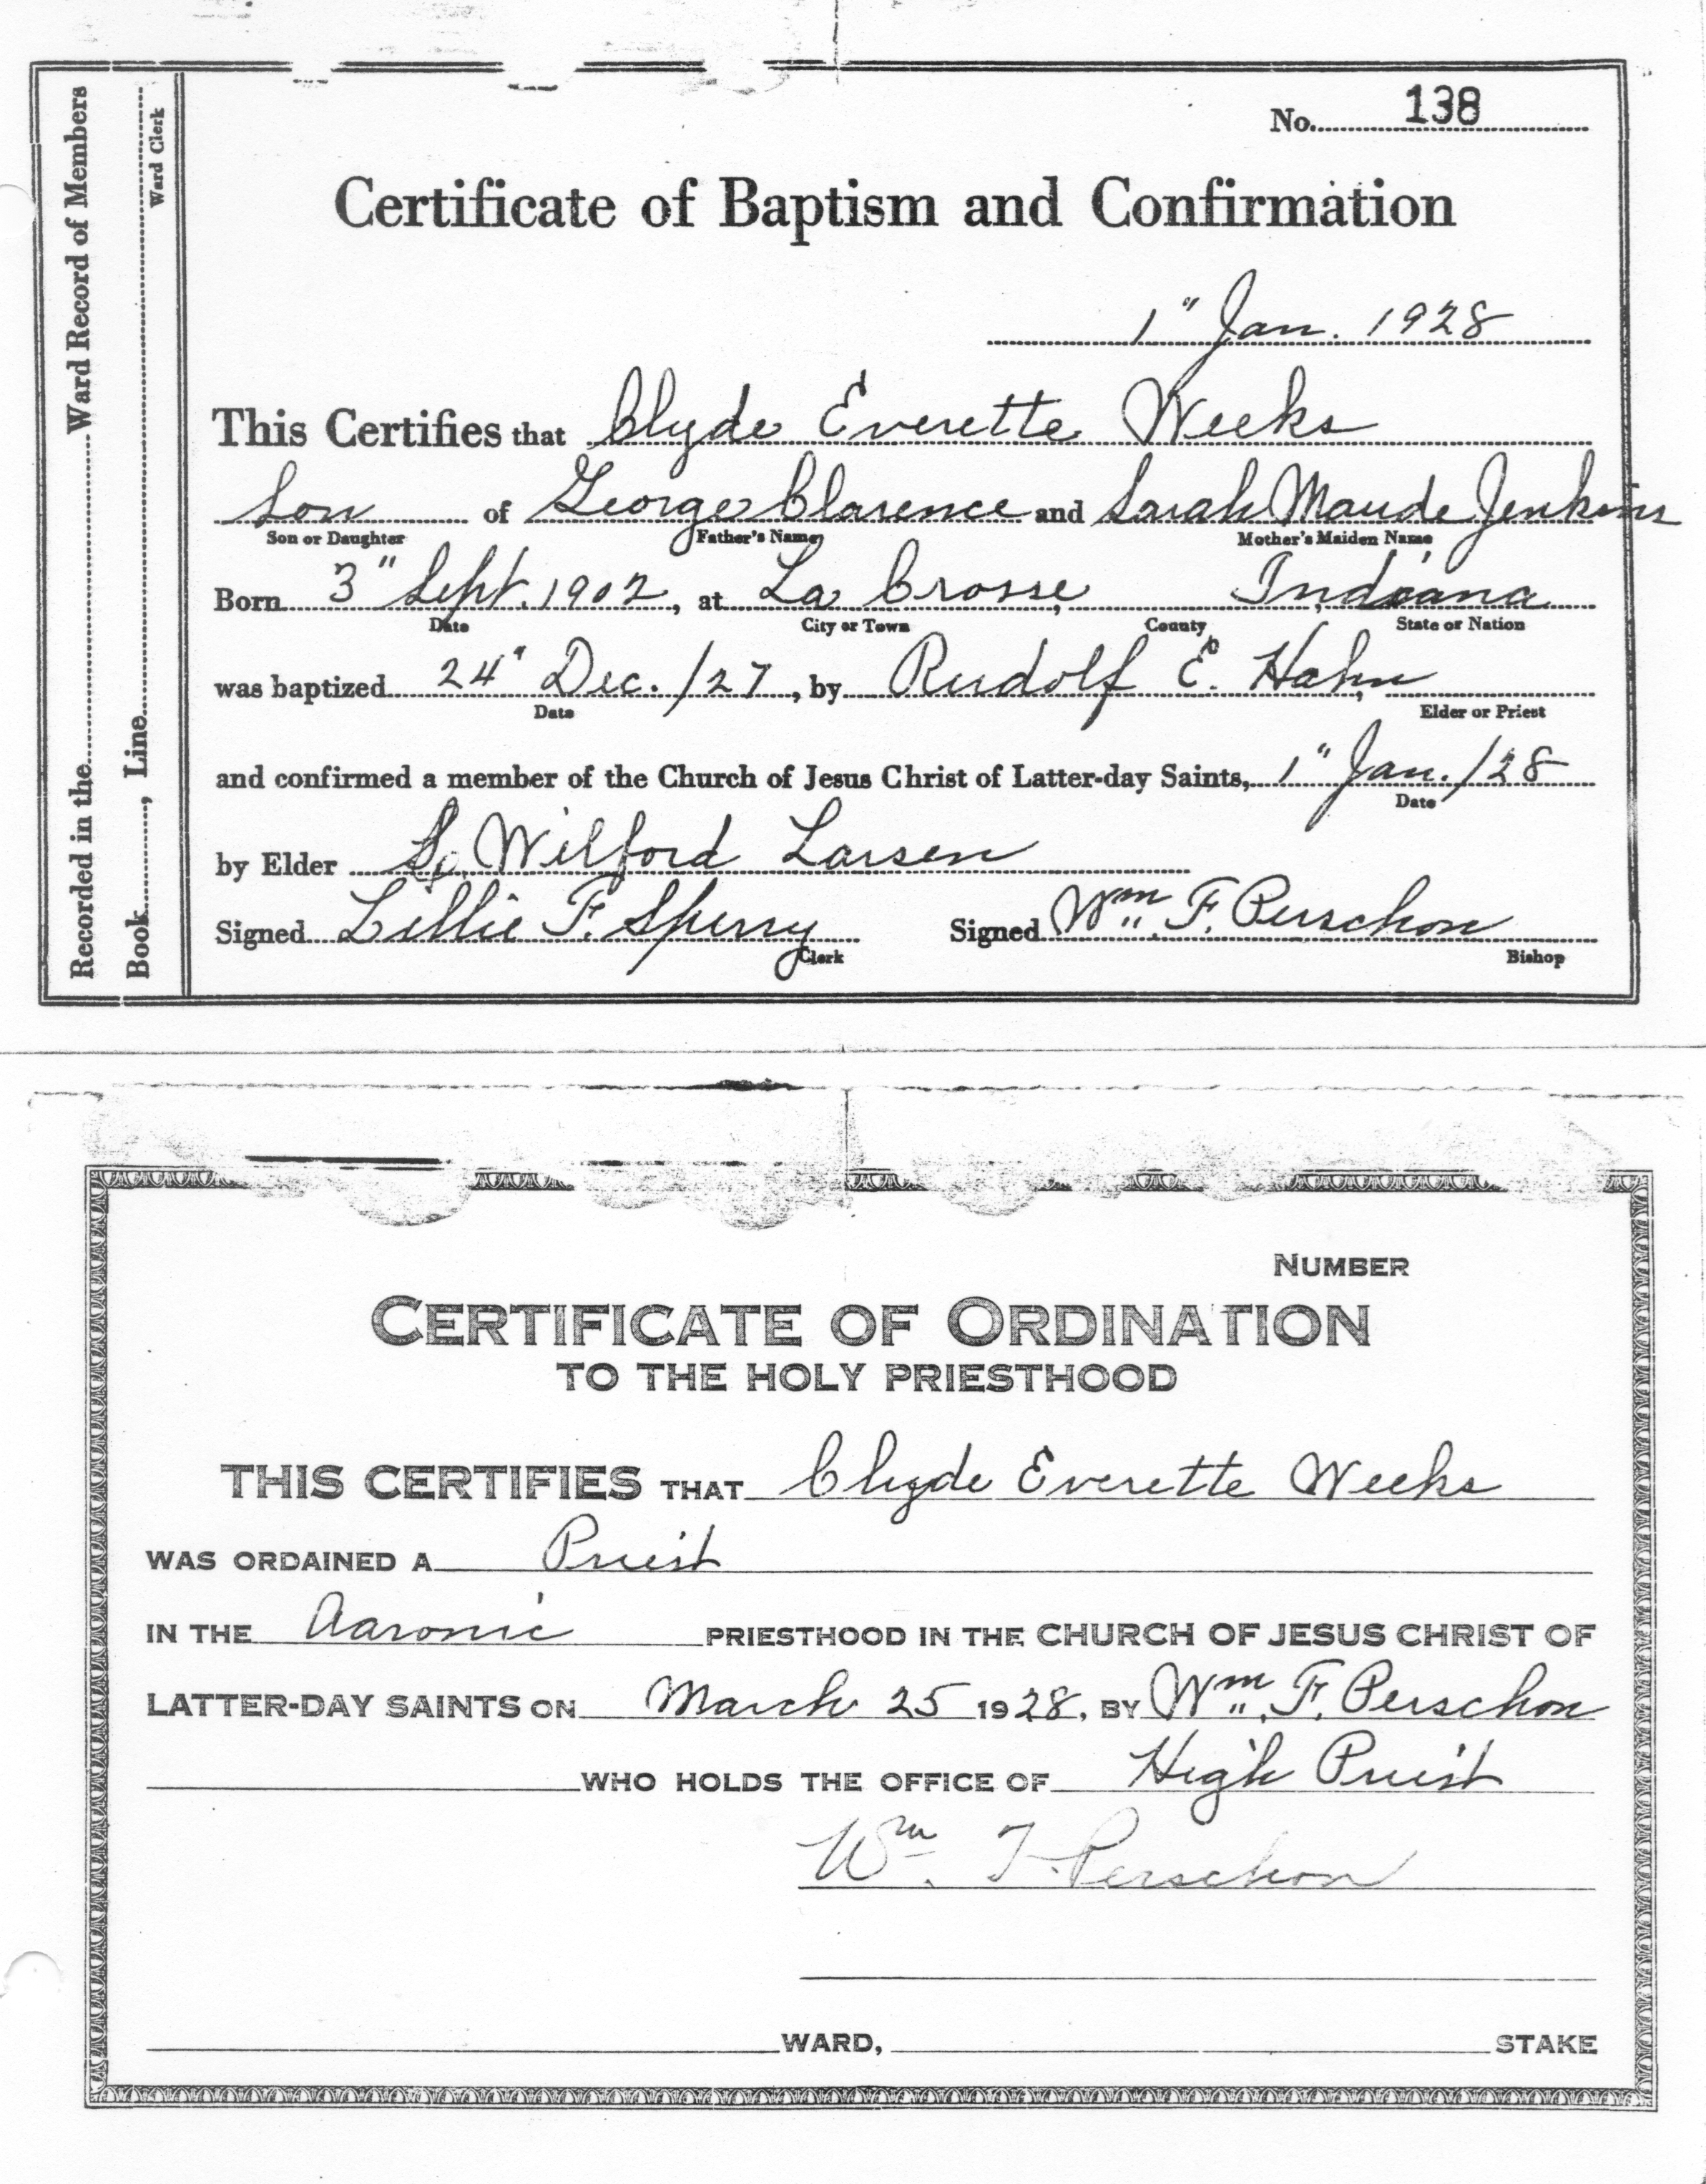 Recorded in the Ward Record of Members
Book, Line
Ward Clerk
No. 138
Certificate of Baptism and Confirmation
1" Jan. 1928
This Certifies that Clyde Everette Weeks
Son of George Clarence and Sarah Maude Jenkins
Son or Daughter Father's Name Mother's Maiden Name
Born 3" Sept. 1902, at La Crosse, Indiana
Date City or Town County State or Nation
was baptized 24" Dec. /27, by Rudolf E. Hahn,
Date Elder or Priest
and confirmed a member of the Church of Jesus Christ of Latter-day Saints, 1" Jan. /28
Date
by Elder Wilford Larsen
Signed Lillie F. Sperry Signed Wm. F. Perschon
Clerk Bishop
NUMBER
CERTIFICATE OF ORDINATION
TO THE HOLY PRIESTHOOD
THIS CERTIFIES THAT Clyde Everette Weeks
WAS ORDAINED A Priest
IN THE Aaronic PRIESTHOOD IN THE CHURCH OF JESUS CHRIST OF
LATTER-DAY SAINTS ON March 25 1928, BY Wm. F. Perschon
WHO HOLDS THE OFFICE OF High Priest
Wm. F. Perschon
WARD, STAKE